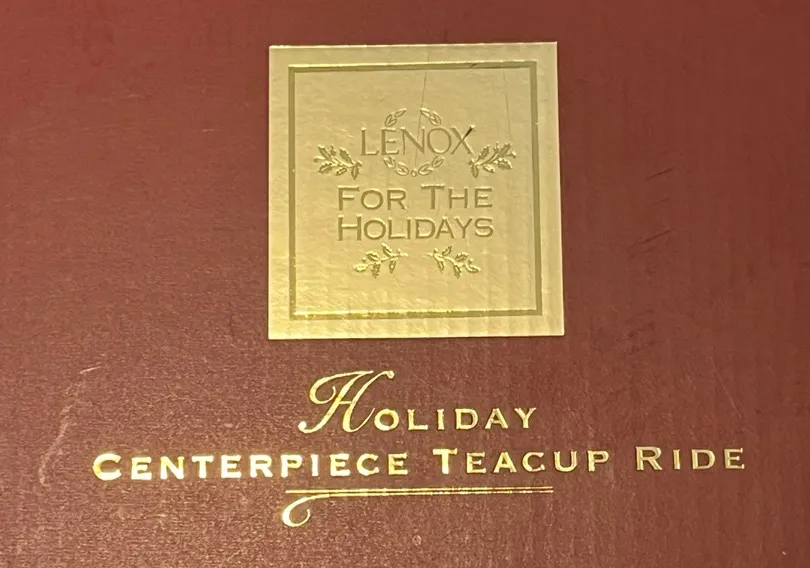 LENOX
FOR THE
HOLIDAYS
HOLIDAY
CENTERPIECE TEACUP RIDE